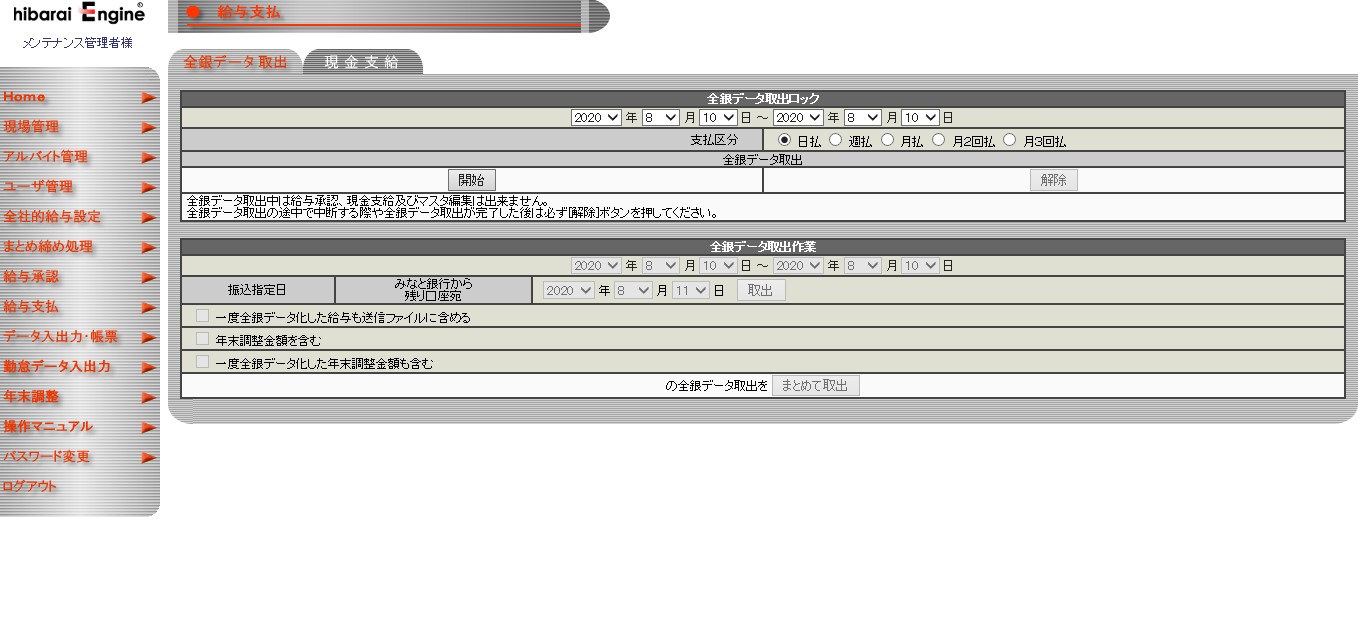 hibarai Engine®
メンテナンス管理者様
Home
現場管理
アルバイト管理
ユーザ管理
全社的給与設定
まとめ締め処理
給与承認
給与支払
データ入出力・帳票
勤怠データ入出力
年末調整
操作マニュアル
パスワード変更
ログアウト
給与支払
全銀データ取出 現金支給
全銀データ取出ロック
2020 年 8 月 10 日 ～ 2020 年 8 月 10 日
支払区分 日払 週払 月払 月2回払 月3回払
全銀データ取出
開始 解除
全銀データ取出中は給与承認、現金支給及びマスタ編集は出来ません。
全銀データ取出の途中で中断する際や全銀データ取出が完了した後は必ず[解除]ボタンを押してください。
全銀データ取出作業
2020 年 8 月 10 日 ～ 2020 年 8 月 10 日
振込指定日 みなと銀行から
残り口座宛 2020 年 8 月 11 日 取出
一度全銀データ化した給与も送信ファイルに含める
年末調整金額を含む
一度全銀データ化した年末調整金額も含む
の全銀データ取出を まとめて取出